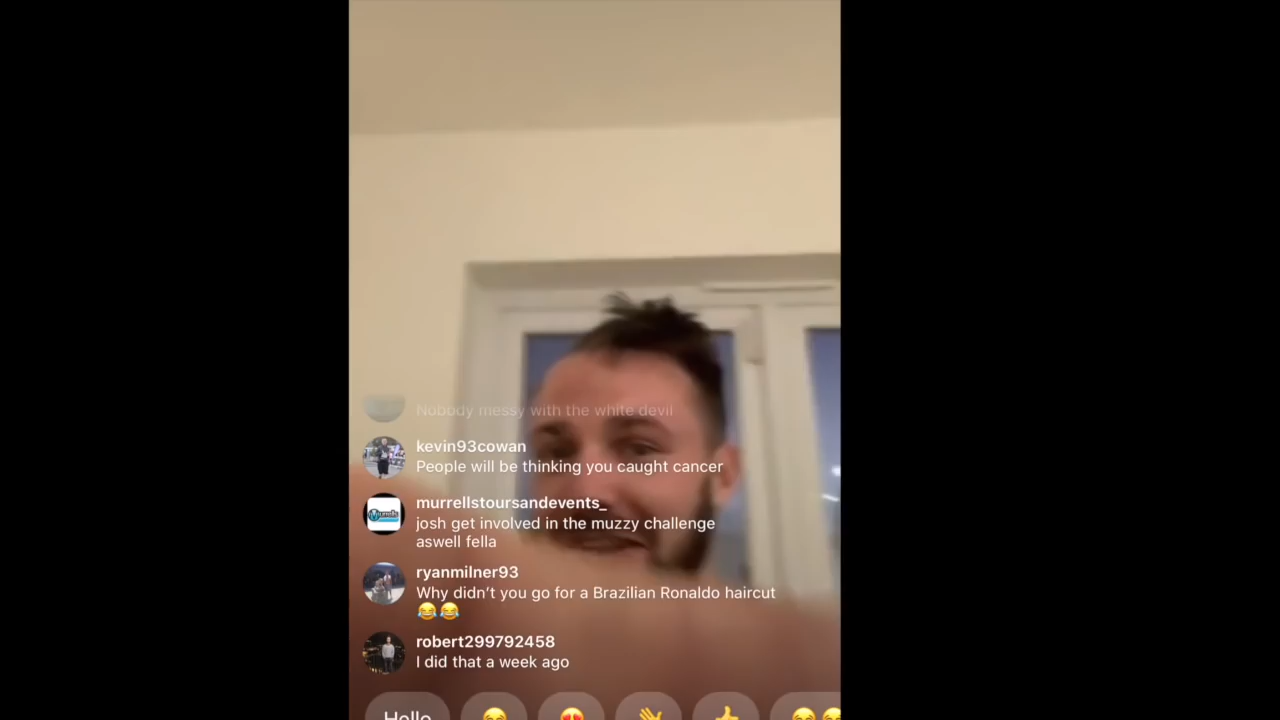 Nobody messy with the white devil
kevin93cowan
People will be thinking you caught cancer
murrellstoursandevents_
josh get involved in the muzzy challenge
aswell fella
ryanmilner93
Why didn't you go for a Brazilian Ronaldo haircut
😂😂
robert299792458
I did that a week ago
Hello